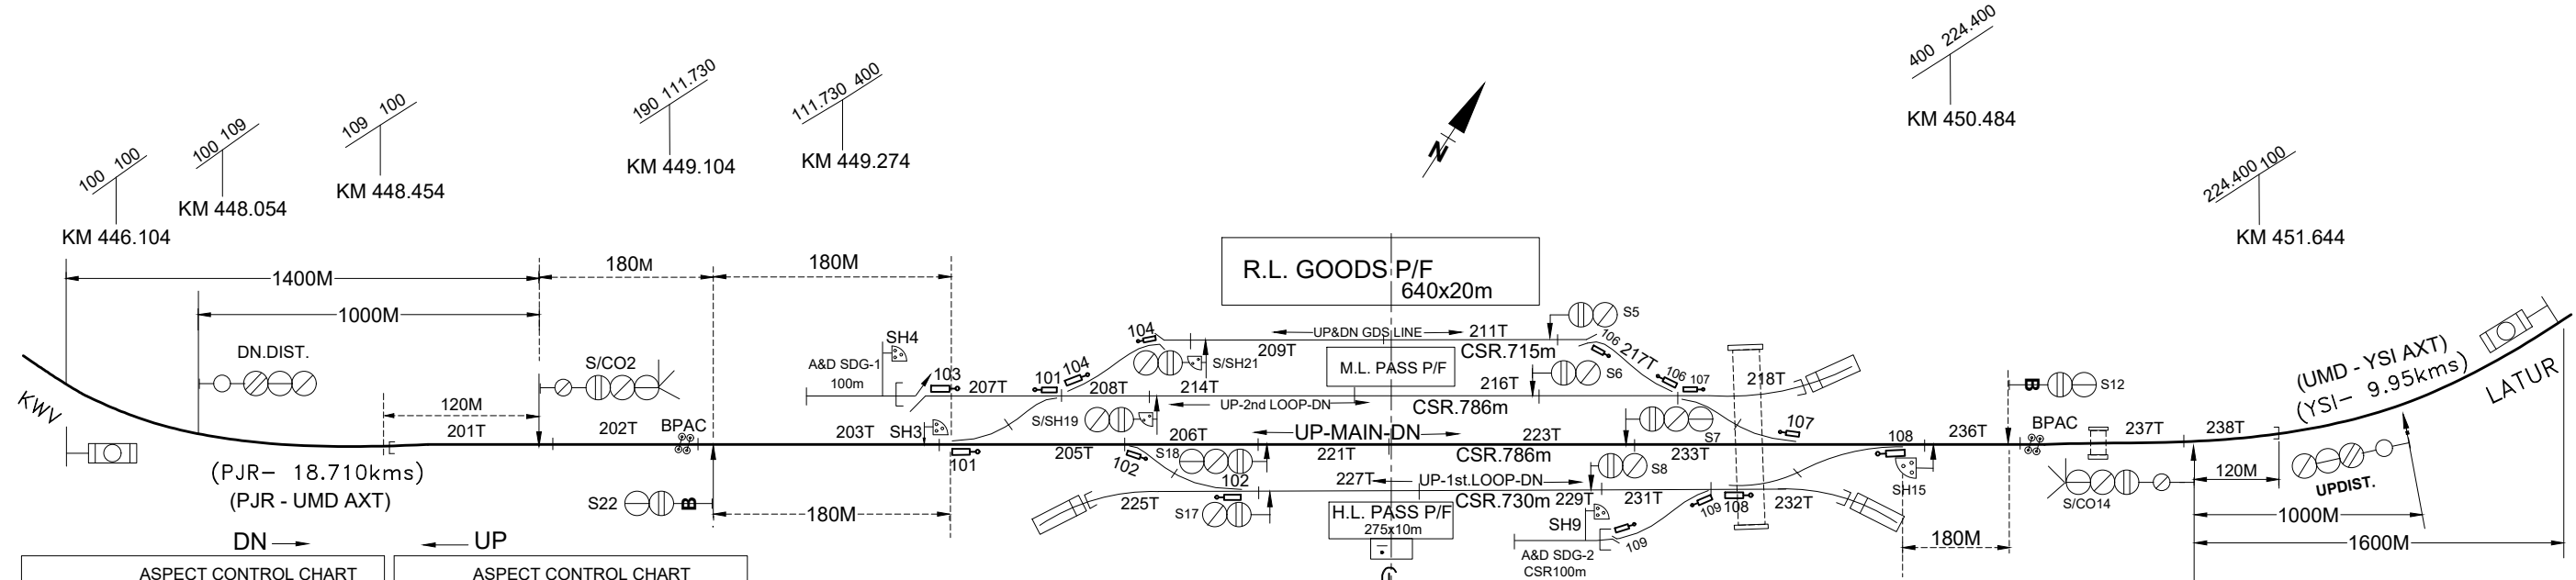 400 224.400
KM 450.484
190 111.730
KM 449.104
111.730 400
KM 449.274
109 100
KM 448.454
100 109
KM 448.054
100 100
KM 446.104
224.400 100
KM 451.644
N
1400M
180M
180M
1000M
R.L. GOODS P/F
640x20m
DN.DIST.
S/CO2
SH4
A&D SDG-1
100m
103
207T
101
104
104
208T
S/SH21
UP&DN GDS LINE
209T
211T
CSR.715m
S5
106
217T
M.L. PASS P/F
S6
106
107
218T
S12
(UMD - YSI AXT)
(YSI- 9.95kms)
LATUR
KWV
120M
201T
202T
BPAC
203T
SH3
S/SH19
214T
UP-2nd LOOP-DN
216T
CSR.786m
S7
107
101
205T
102
206T
S18
221T
UP-MAIN-DN
223T
CSR.786m
233T
108
236T
BPAC
237T
238T
(PJR- 18.710kms)
(PJR - UMD AXT)
S22
B
B
180M
225T
S17
102
227T
UP-1st.LOOP-DN
CSR.730m
229T
S8
231T
109
108
232T
SH15
S/CO14
120M
UPDIST.
1000M
1600M
180M
H.L. PASS P/F
275x10m
SH9
109
A&D SDG-2
CSR100m
DN
UP
ASPECT CONTROL CHART
ASPECT CONTROL CHART